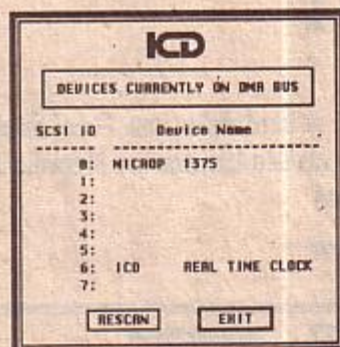 ICD
DEVICES CURRENTLY ON DMA BUS
SCSI ID Device Name
0: MICROP 1375
1:
2:
3:
4:
5:
6: ICD REAL TIME CLOCK
7:
RESCAN EXIT